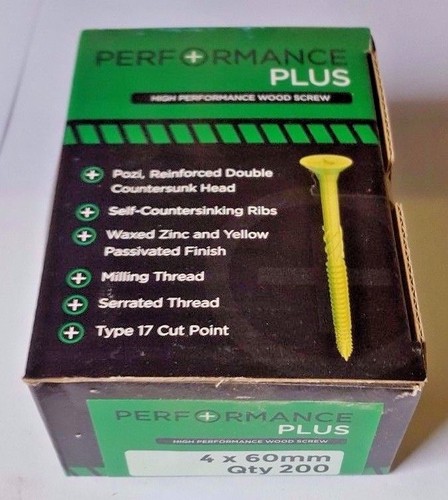 PERFORMANCE
PLUS
HIGH PERFORMANCE WOOD SCREW
Pozi, Reinforced Double
Countersunk Head
Self-Countersinking Ribs
Waxed Zinc and Yellow
Passivated Finish
Milling Thread
Serrated Thread
Type 17 Cut Point
PERFORMANCE
PLUS
HIGH PERFORMANCE WOOD SCREW
4 x 60mm
Qty 200